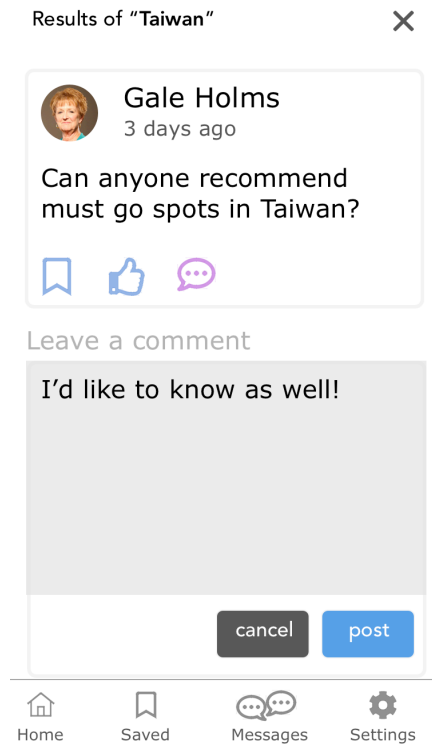 Results of “Taiwan”
Gale Holms
3 days ago
Can anyone recommend
must go spots in Taiwan?
Leave a comment
I’d like to know as well!
cancel post
Home Saved Messages Settings